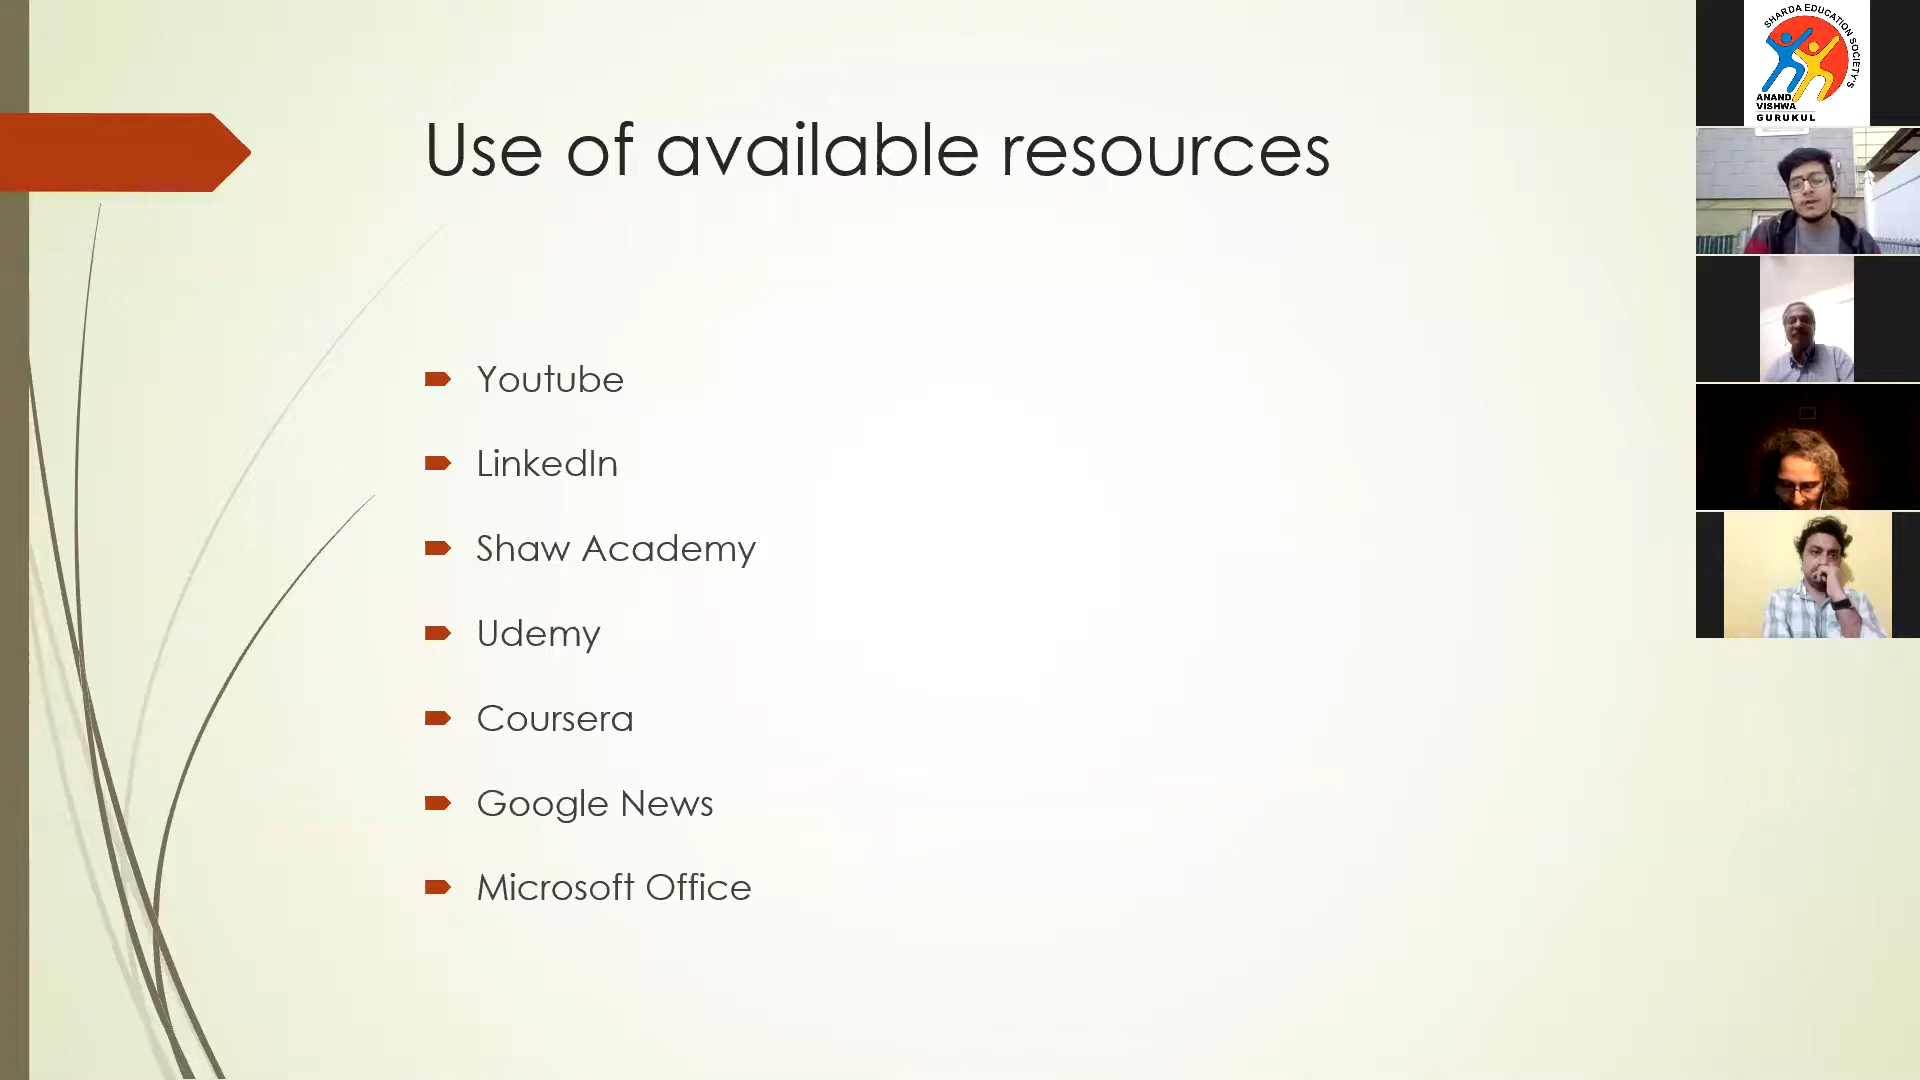 Use of available resources
Youtube
LinkedIn
Shaw Academy
Udemy
Coursera
Google News
Microsoft Office
SHARDA EDUCATION SOCIETY'S
ANAND
VISHWA
GURUKUL